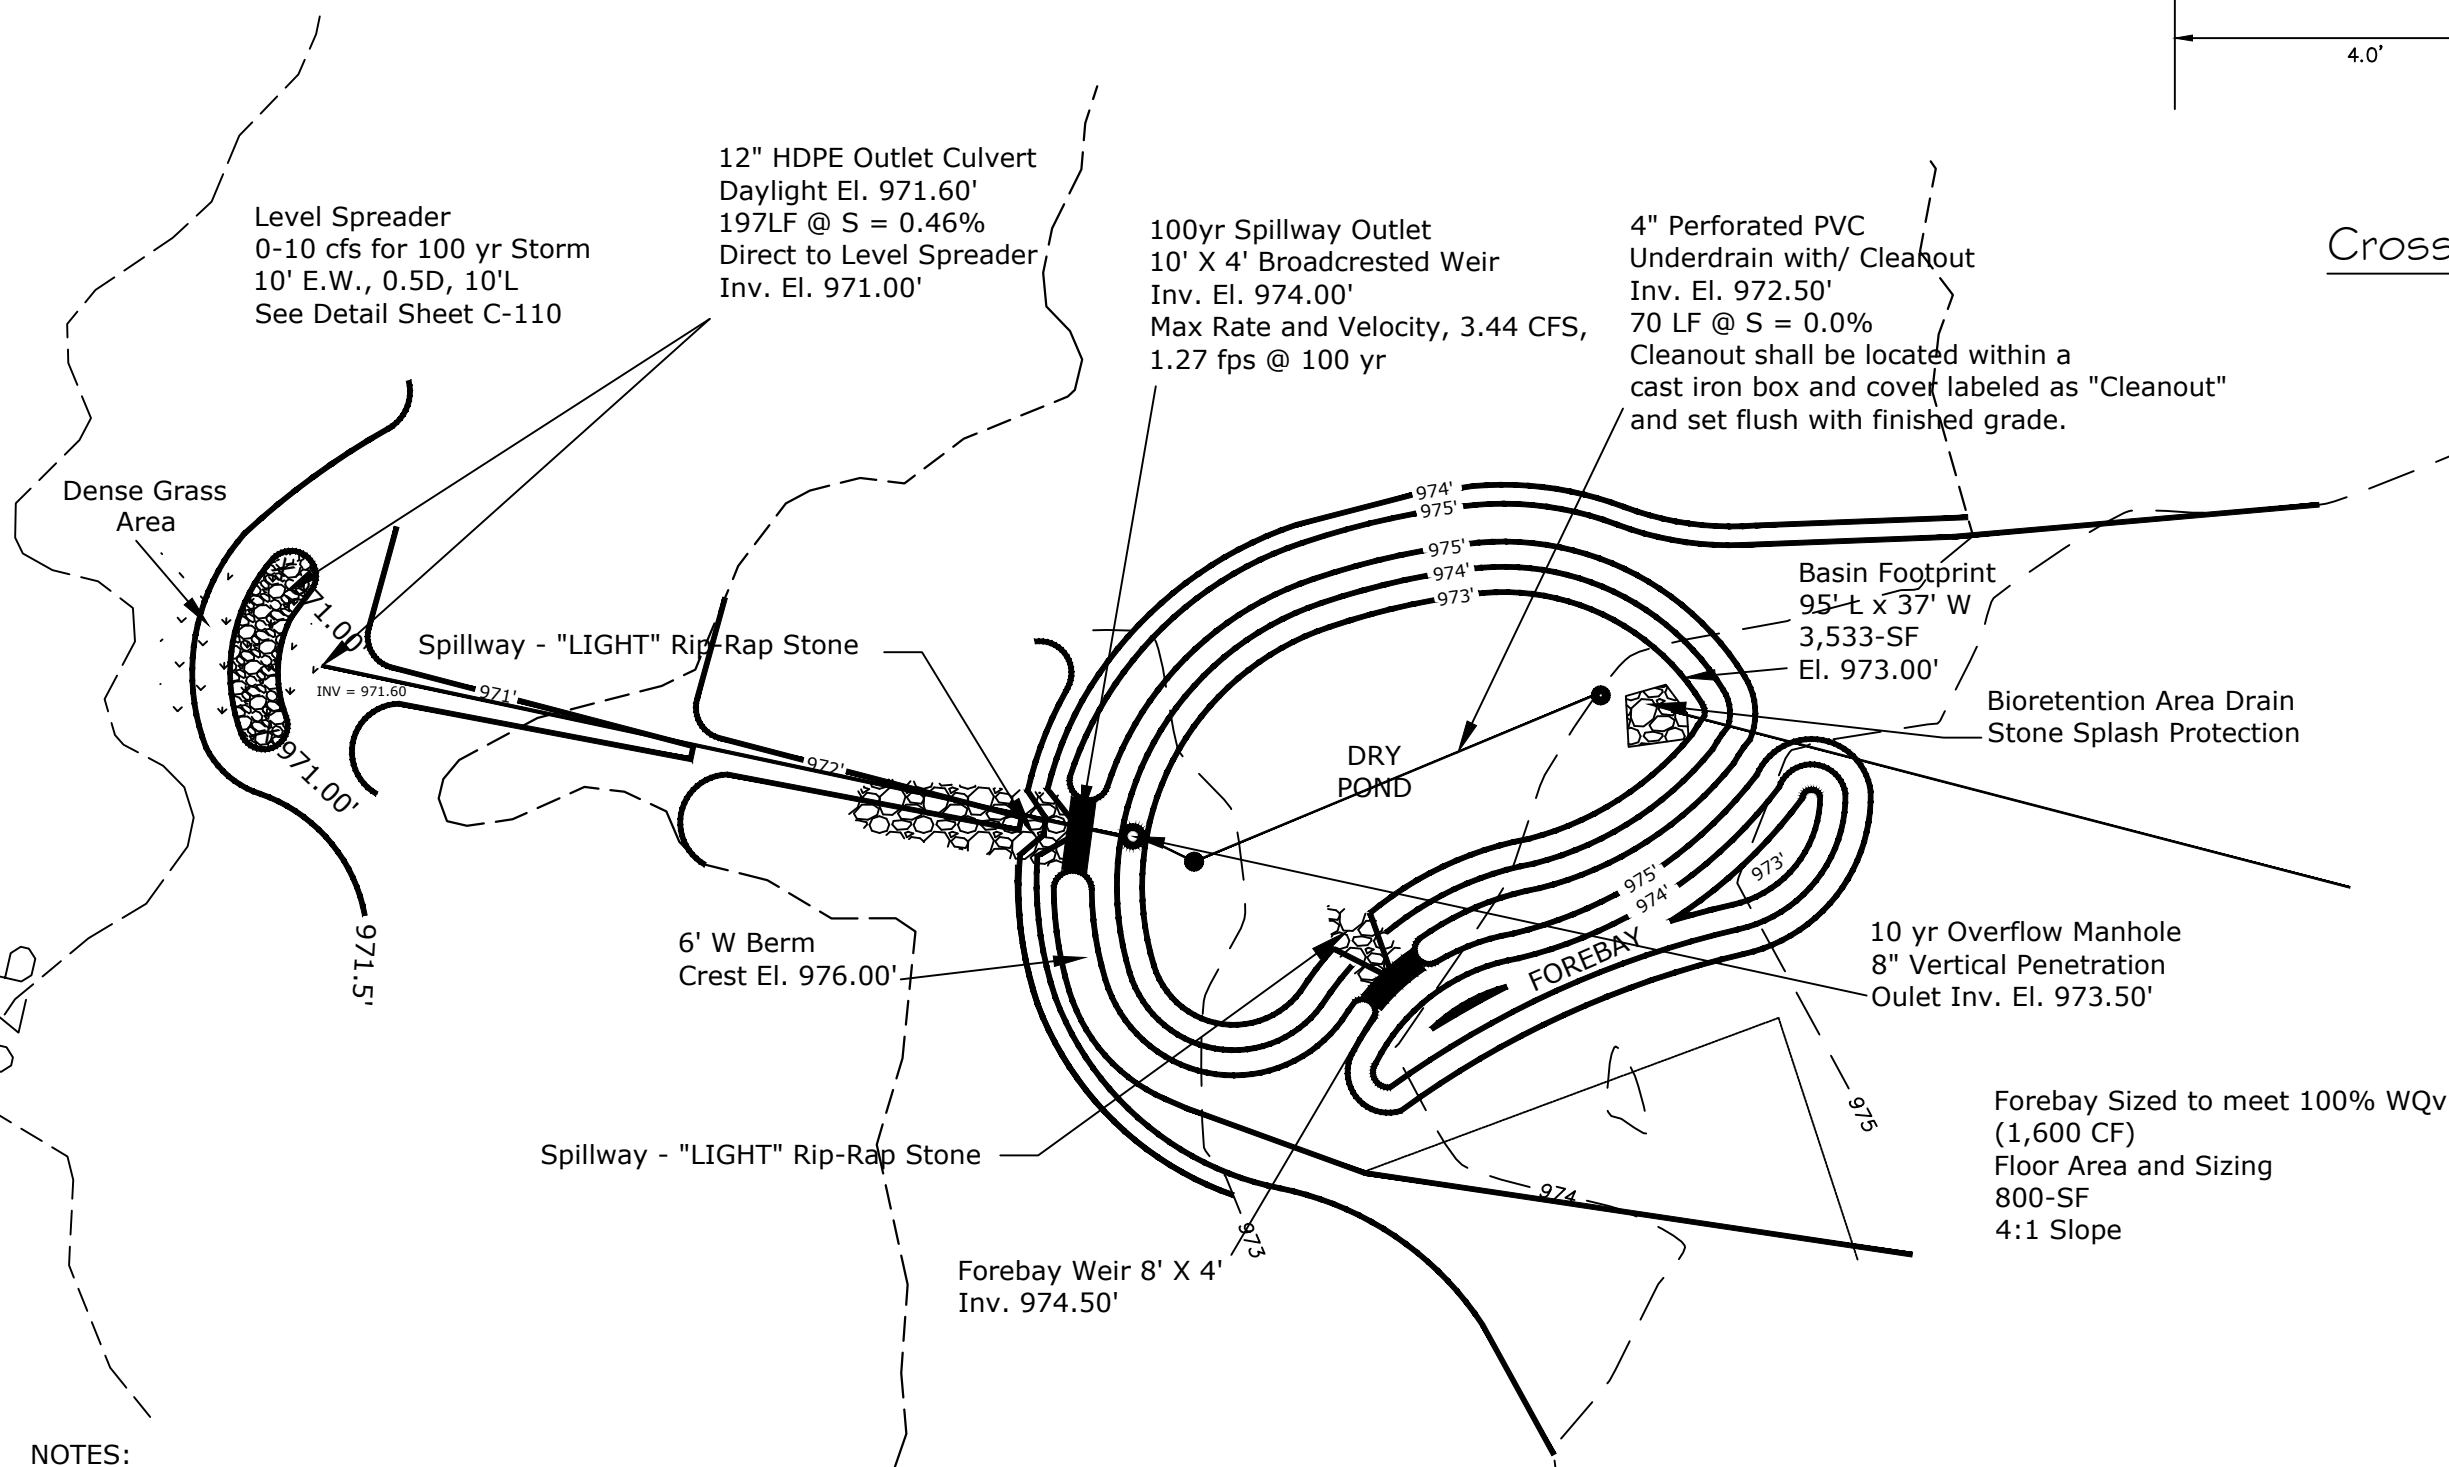 4.0'
Cross
12" HDPE Outlet Culvert
Daylight El. 971.60'
197LF @ S = 0.46%
Direct to Level Spreader
Inv. El. 971.00'
Level Spreader
0-10 cfs for 100 yr Storm
10' E.W., 0.5D, 10'L
See Detail Sheet C-110
100yr Spillway Outlet
10' X 4' Broadcrested Weir
Inv. El. 974.00'
Max Rate and Velocity, 3.44 CFS,
1.27 fps @ 100 yr
4" Perforated PVC
Underdrain with/ Cleanout
Inv. El. 972.50'
70 LF @ S = 0.0%
Cleanout shall be located within a
cast iron box and cover labeled as "Cleanout"
and set flush with finished grade.
Dense Grass
Area
974'
975'
975'
974'
973'
Basin Footprint
95' L x 37' W
3,533-SF
El. 973.00'
971.00'
Spillway - "LIGHT" Rip-Rap Stone
INV = 971.60
971'
972'
971.00'
Bioretention Area Drain
Stone Splash Protection
DRY
POND
975'
974'
973'
971.5'
6' W Berm
Crest El. 976.00'
FOREBAY
10 yr Overflow Manhole
8" Vertical Penetration
Oulet Inv. El. 973.50'
975
Forebay Sized to meet 100% WQv
(1,600 CF)
Floor Area and Sizing
800-SF
4:1 Slope
Spillway - "LIGHT" Rip-Rap Stone
974
973
Forebay Weir 8' X 4'
Inv. 974.50'
NOTES: